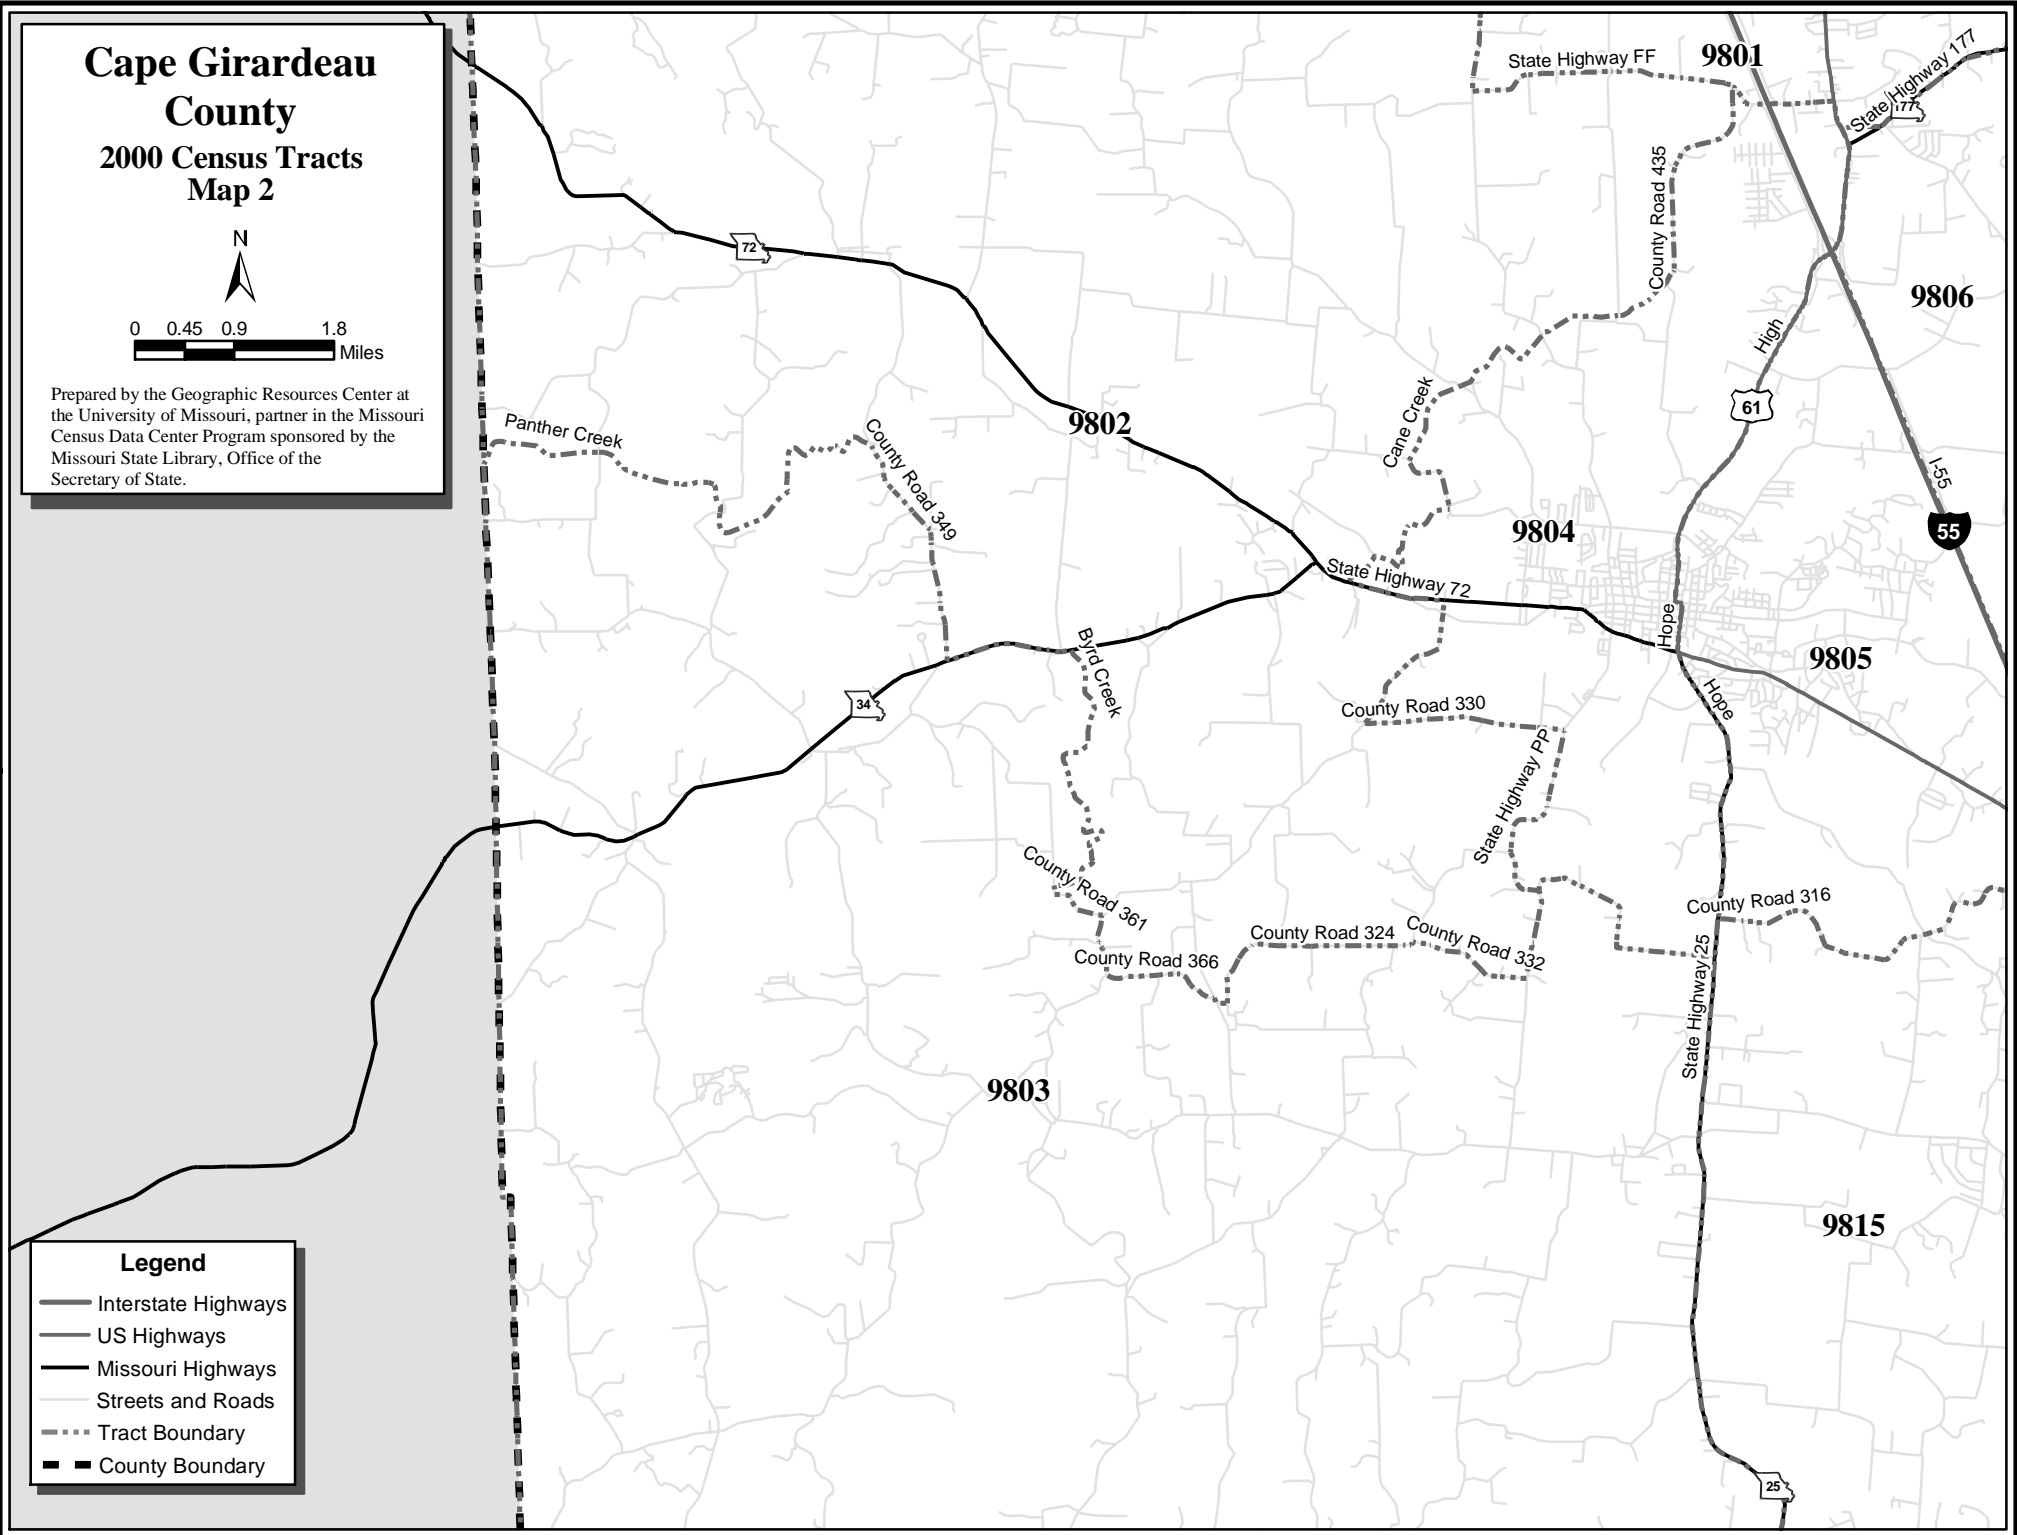 Cape Girardeau
County
2000 Census Tracts
Map 2
N
0 0.45 0.9 1.8
Miles
Prepared by the Geographic Resources Center at
the University of Missouri, partner in the Missouri
Census Data Center Program sponsored by the
Missouri State Library, Office of the
Secretary of State.
State Highway FF
9801
State Highway 177
177
County Road 435
72
9806
High
61
Cane Creek
9802
Panther Creek
County Road 349
I-55
55
9804
State Highway 72
Hope
9805
Byrd Creek
Hope
34
County Road 330
State Highway PP
County Road 361
County Road 316
County Road 324
County Road 332
County Road 366
State Highway 25
9803
9815
25
Legend
Interstate Highways
US Highways
Missouri Highways
Streets and Roads
Tract Boundary
County Boundary